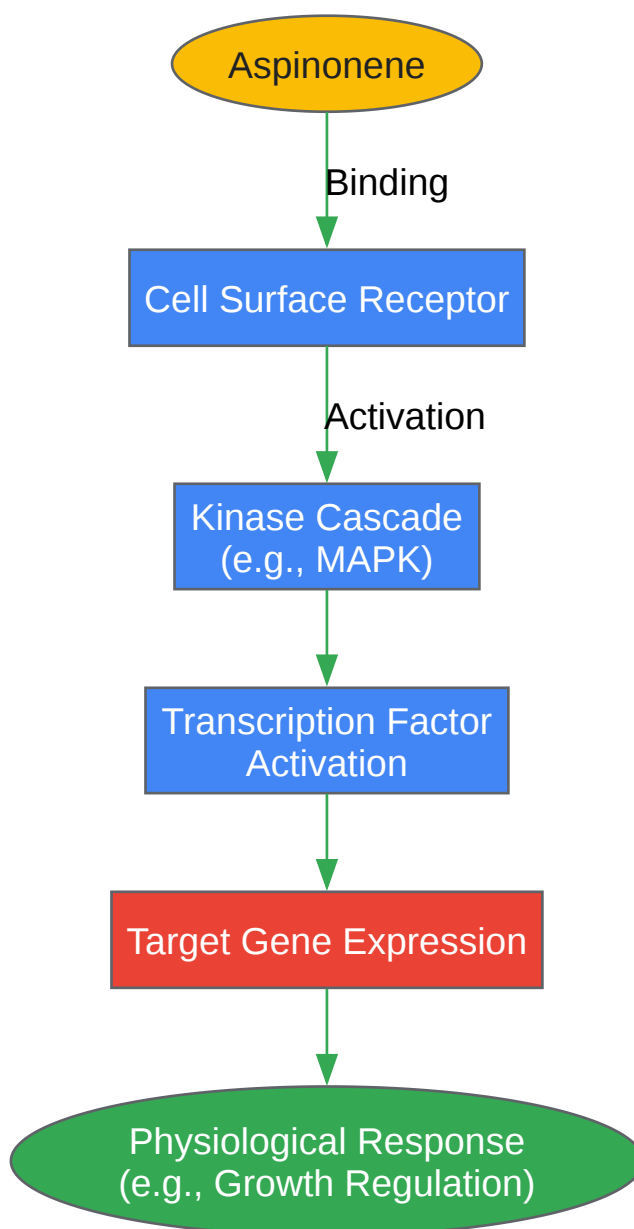 Aspinonene
Binding
Cell Surface Receptor
Activation
Kinase Cascade
(e.g., MAPK)
Transcription Factor
Activation
Target Gene Expression
Physiological Response
(e.g., Growth Regulation)